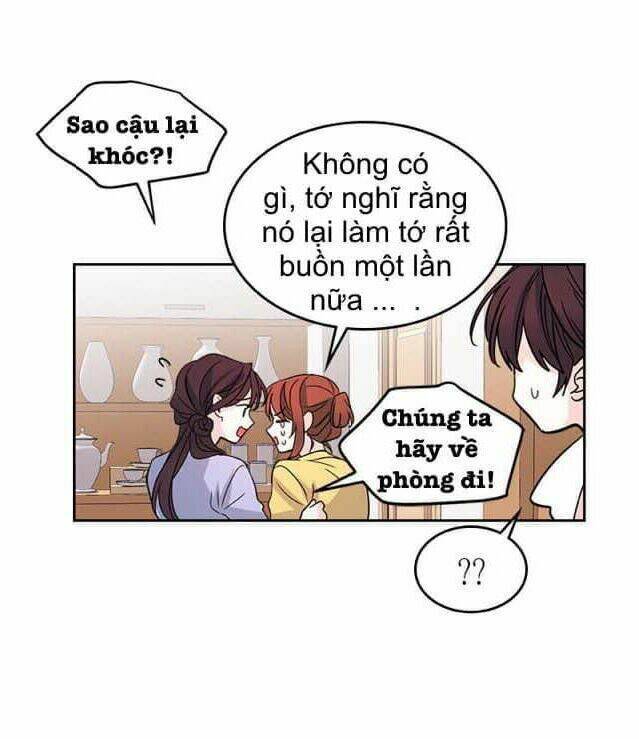 Sao cậu lại
khóc?!
Không có
gì, tớ nghĩ rằng
nó lại làm tớ rất
buồn một lần
nữa ... .
Chúng ta
hãy về
phòng đi!
??